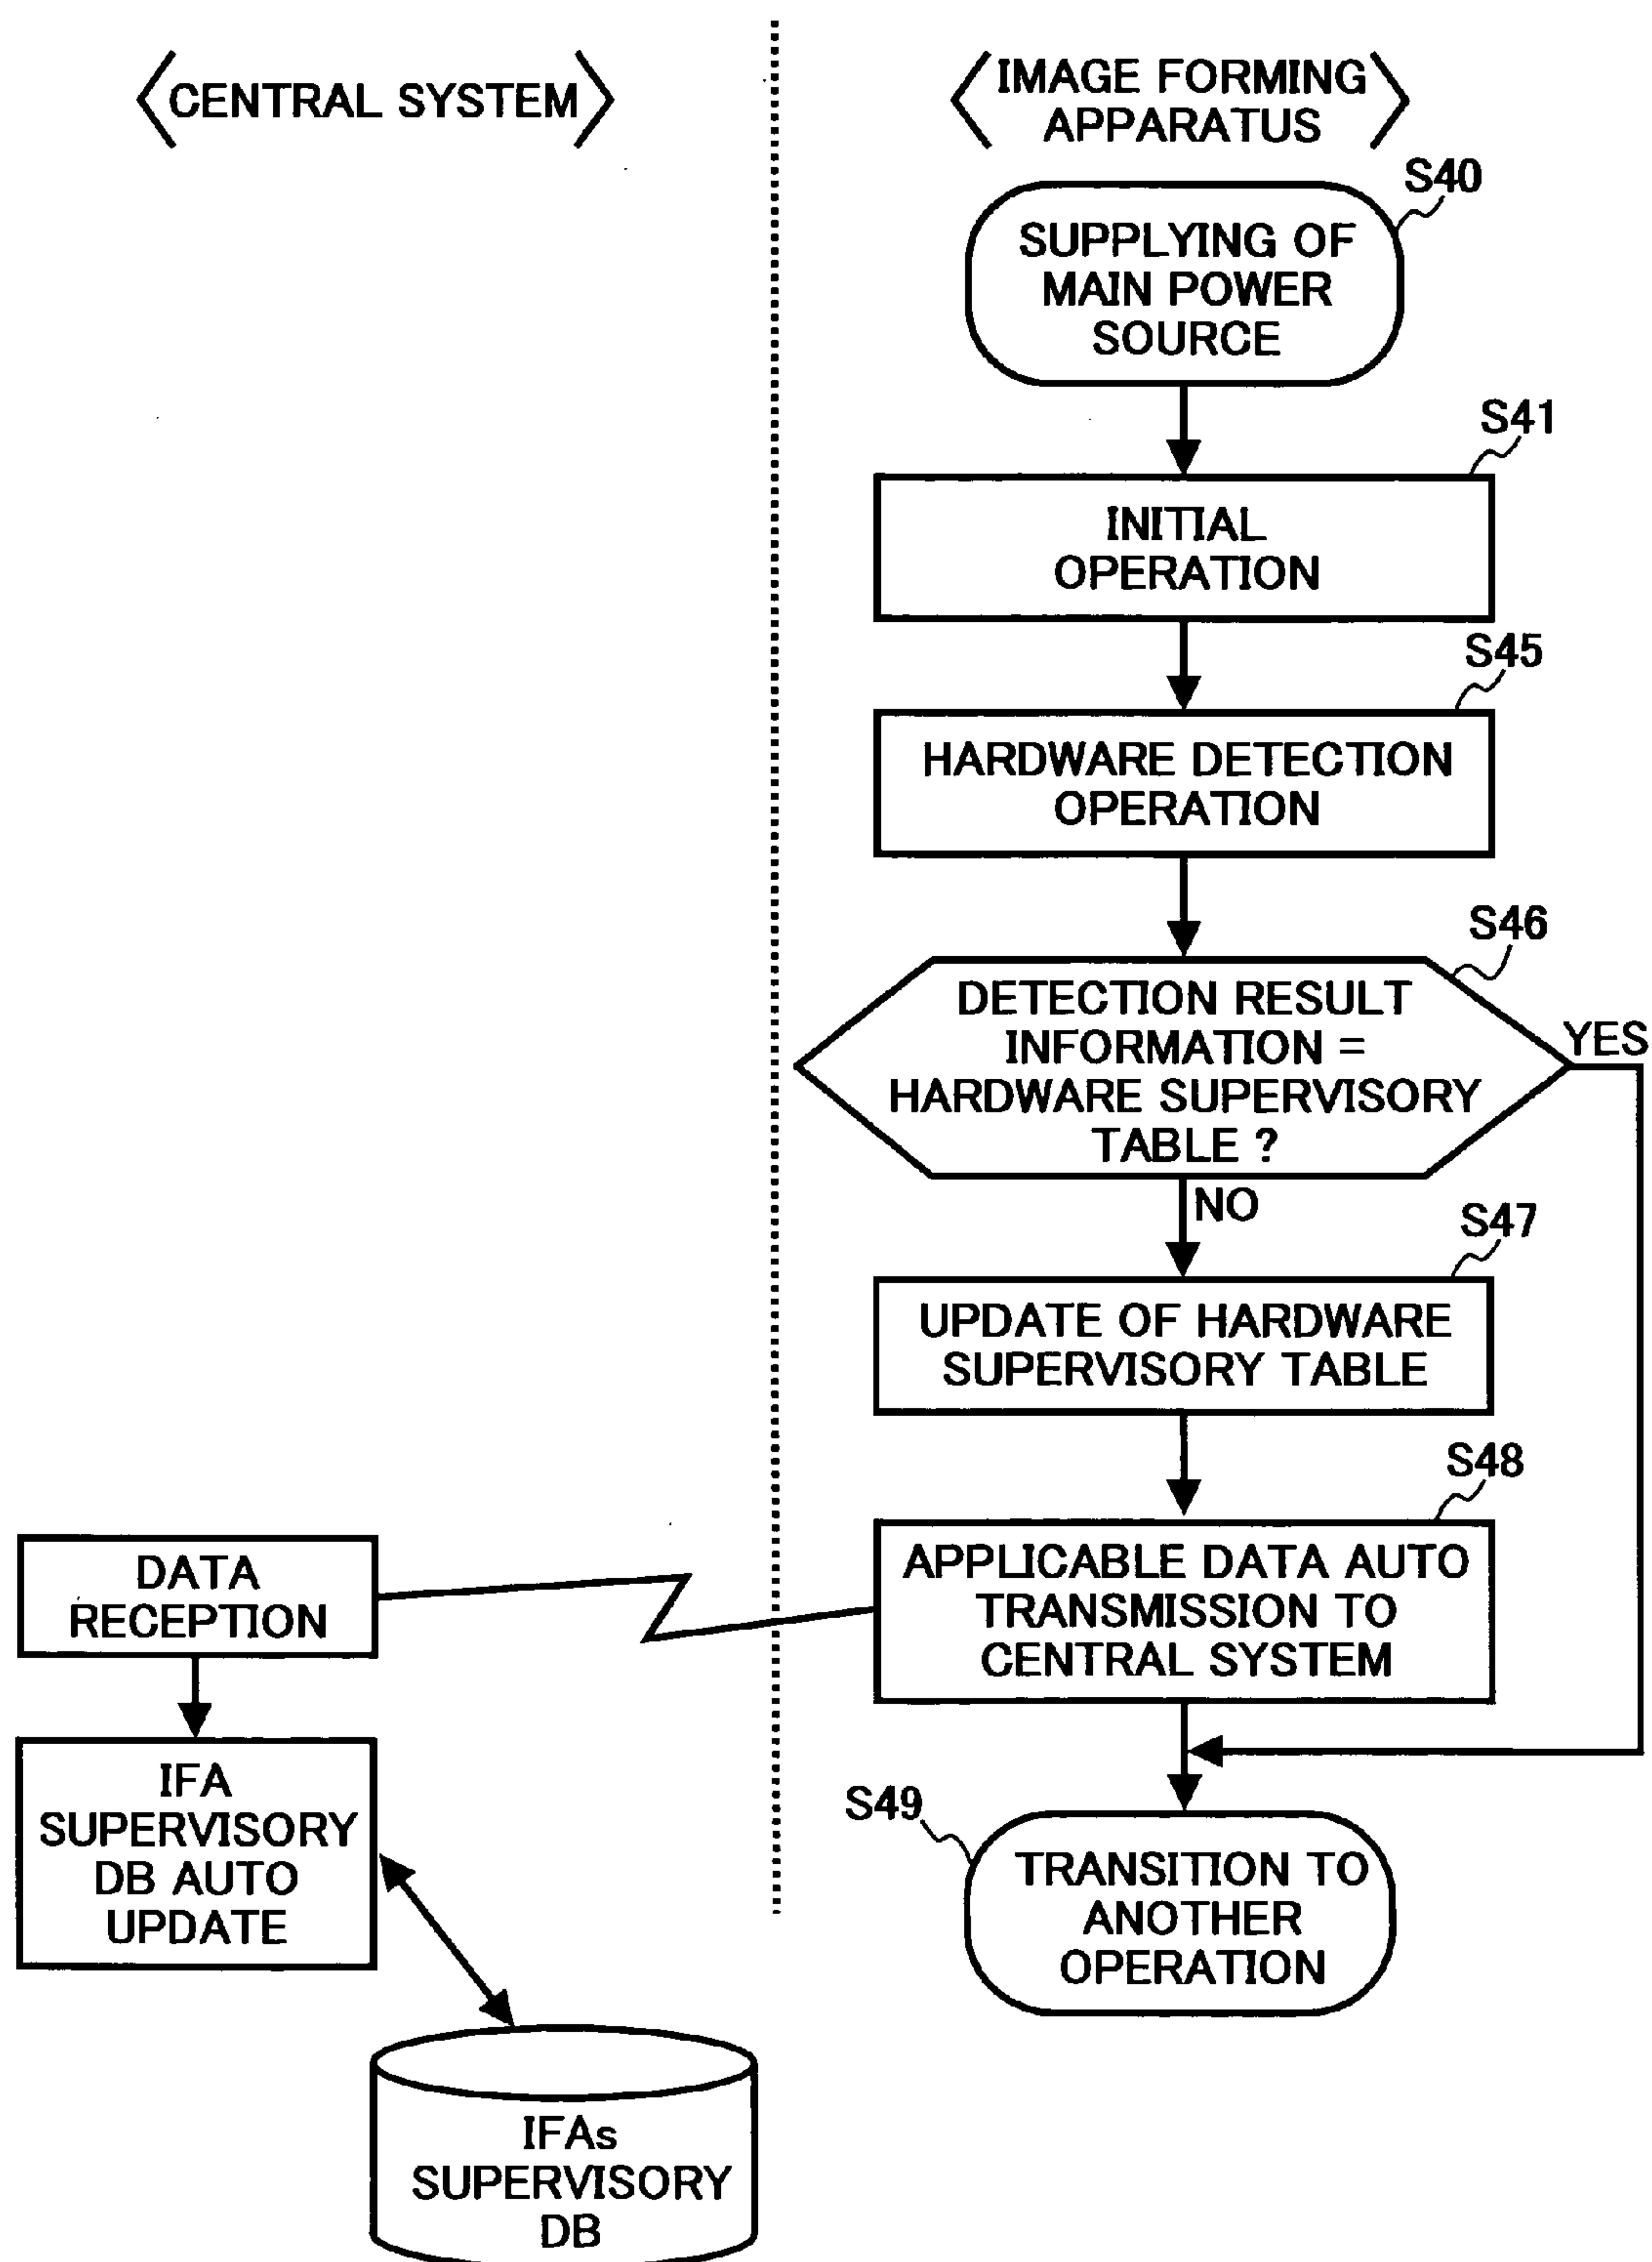 CENTRAL SYSTEM
IMAGE FORMING
APPARATUS
S40
SUPPLYING OF
MAIN POWER
SOURCE
S41
INITIAL
OPERATION
S45
HARDWARE DETECTION
OPERATION
S46
DETECTION RESULT
INFORMATION =
HARDWARE SUPERVISORY
TABLE ?
YES
NO
S47
UPDATE OF HARDWARE
SUPERVISORY TABLE
S48
APPLICABLE DATA AUTO
TRANSMISSION TO
CENTRAL SYSTEM
DATA
RECEPTION
IFA
SUPERVISORY
DB AUTO
UPDATE
S49
TRANSITION TO
ANOTHER
OPERATION
IFAs
SUPERVISORY
DB